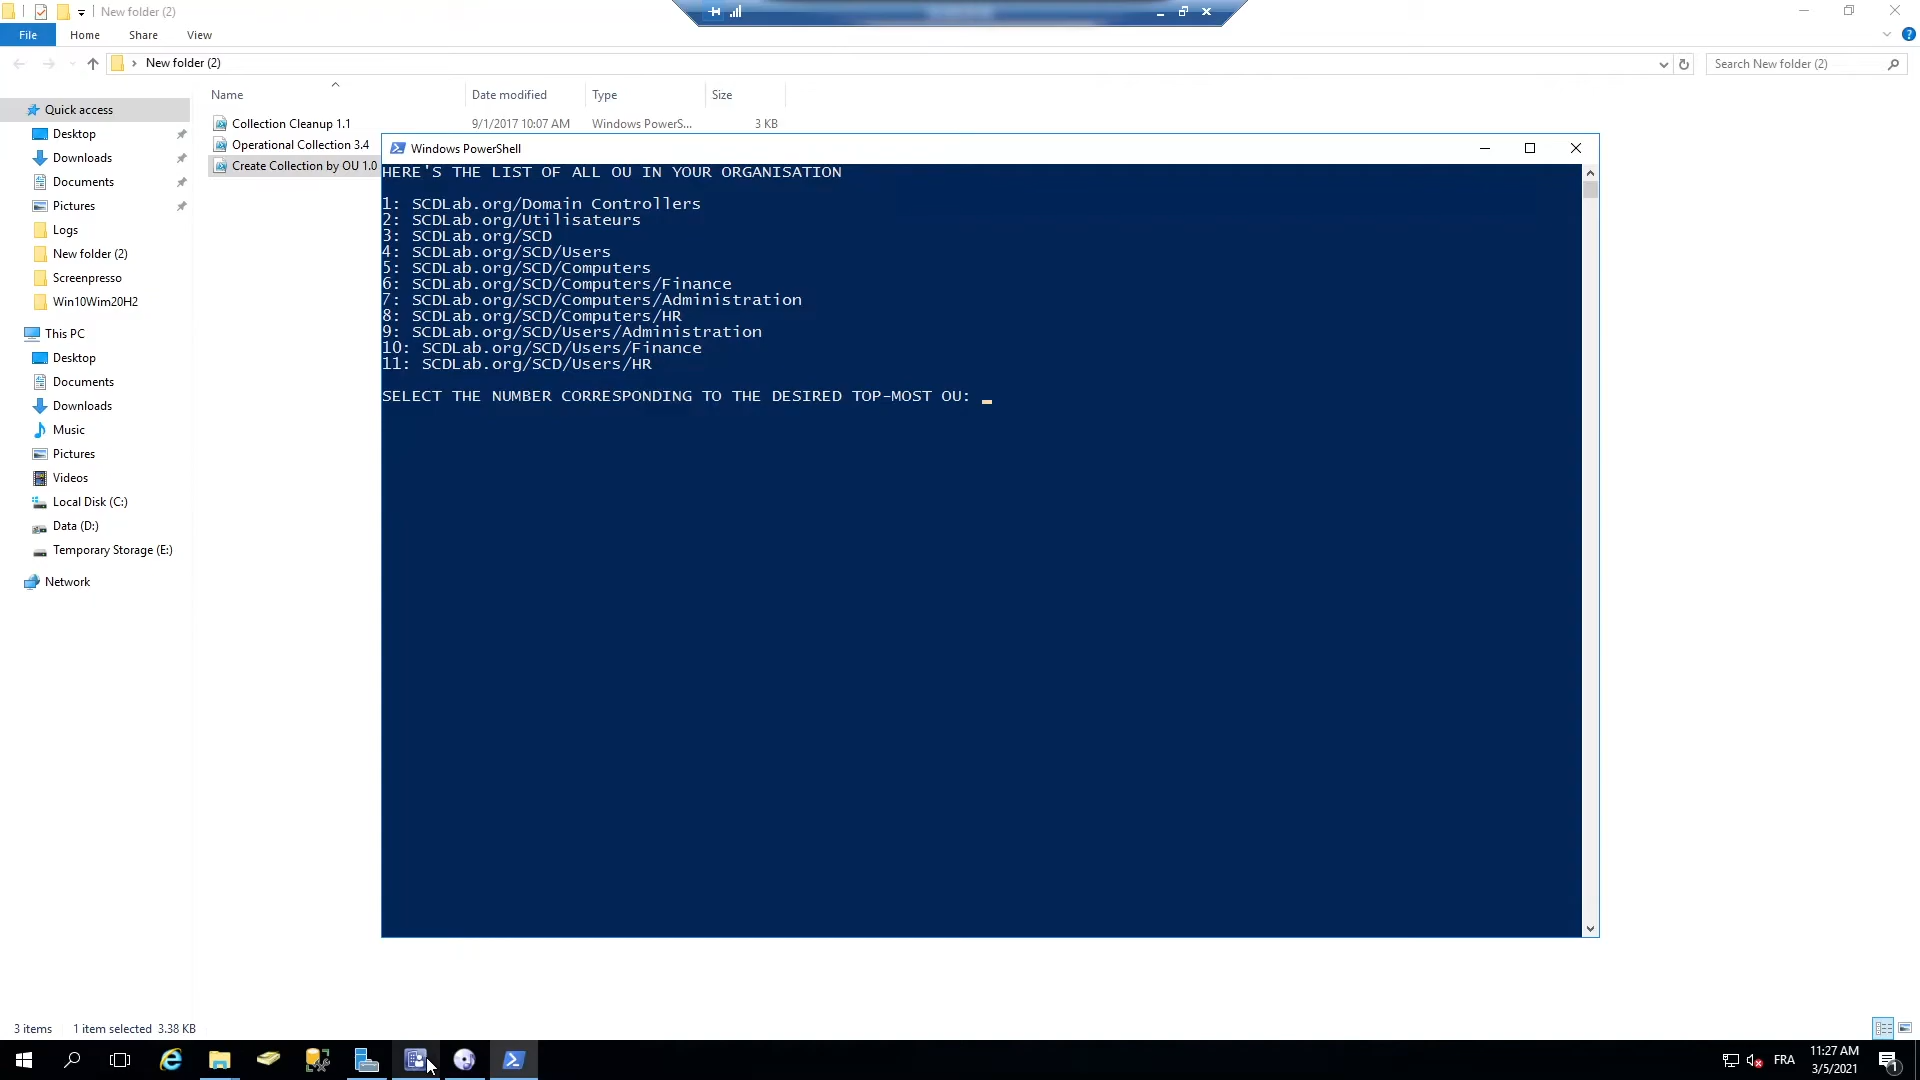 New folder (2)
File
Home
Share
View
New folder (2)
Search New folder (2)
Name
Date modified
Type
Size
Quick access
Desktop
Downloads
Documents
Pictures
Logs
New folder (2)
Screenpresso
Win10Wim20H2
This PC
Desktop
Documents
Downloads
Music
Pictures
Videos
Local Disk (C:)
Data (D:)
Temporary Storage (E:)
Network
Collection Cleanup 1.1
9/1/2017 10:07 AM
Windows PowerS...
3 KB
Operational Collection 3.4
Create Collection by OU 1.0
Windows PowerShell
HERE'S THE LIST OF ALL OU IN YOUR ORGANISATION
1: SCDLab.org/Domain Controllers
2: SCDLab.org/Utilisateurs
3: SCDLab.org/SCD
4: SCDLab.org/SCD/Users
5: SCDLab.org/SCD/Computers
6: SCDLab.org/SCD/Computers/Finance
7: SCDLab.org/SCD/Computers/Administration
8: SCDLab.org/SCD/Computers/HR
9: SCDLab.org/SCD/Users/Administration
10: SCDLab.org/SCD/Users/Finance
11: SCDLab.org/SCD/Users/HR
SELECT THE NUMBER CORRESPONDING TO THE DESIRED TOP-MOST OU: _
3 items
1 item selected 3.38 KB
FRA
11:27 AM
3/5/2021
1